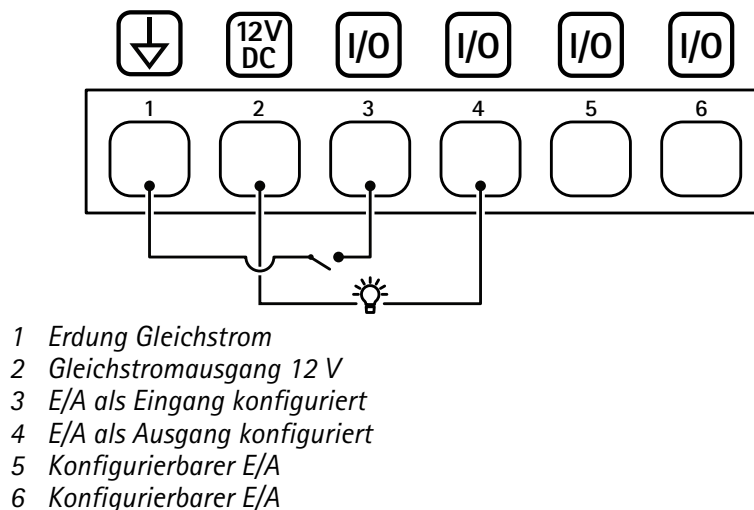 12V DC I/O I/O I/O I/O
1 2 3 4 5 6
1 Erdung Gleichstrom
2 Gleichstromausgang 12 V
3 E/A als Eingang konfiguriert
4 E/A als Ausgang konfiguriert
5 Konfigurierbarer E/A
6 Konfigurierbarer E/A